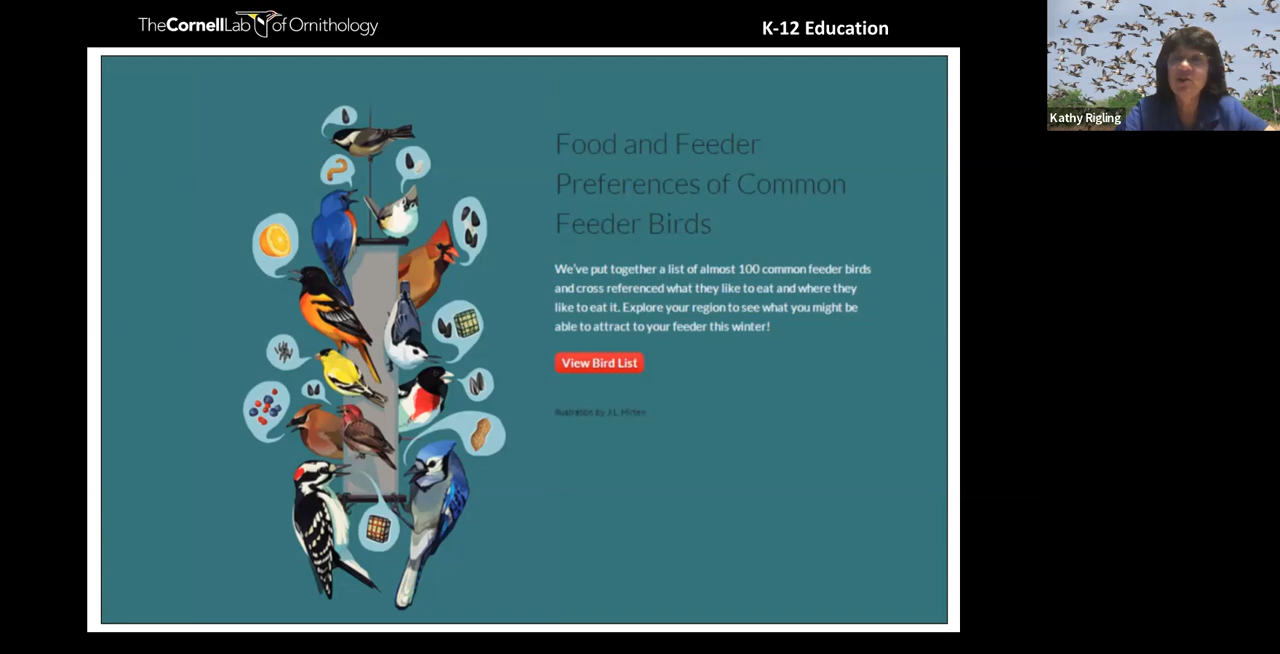 TheCornellLab of Ornithology
K-12 Education
Kathy Rigling
Food and Feeder
Preferences of Common
Feeder Birds
We've put together a list of almost 100 common feeder birds
and cross referenced what they like to eat and where they
like to eat it. Explore your region to see what you might be
able to attract to your feeder this winter!
View Bird List
Illustration by J.L.